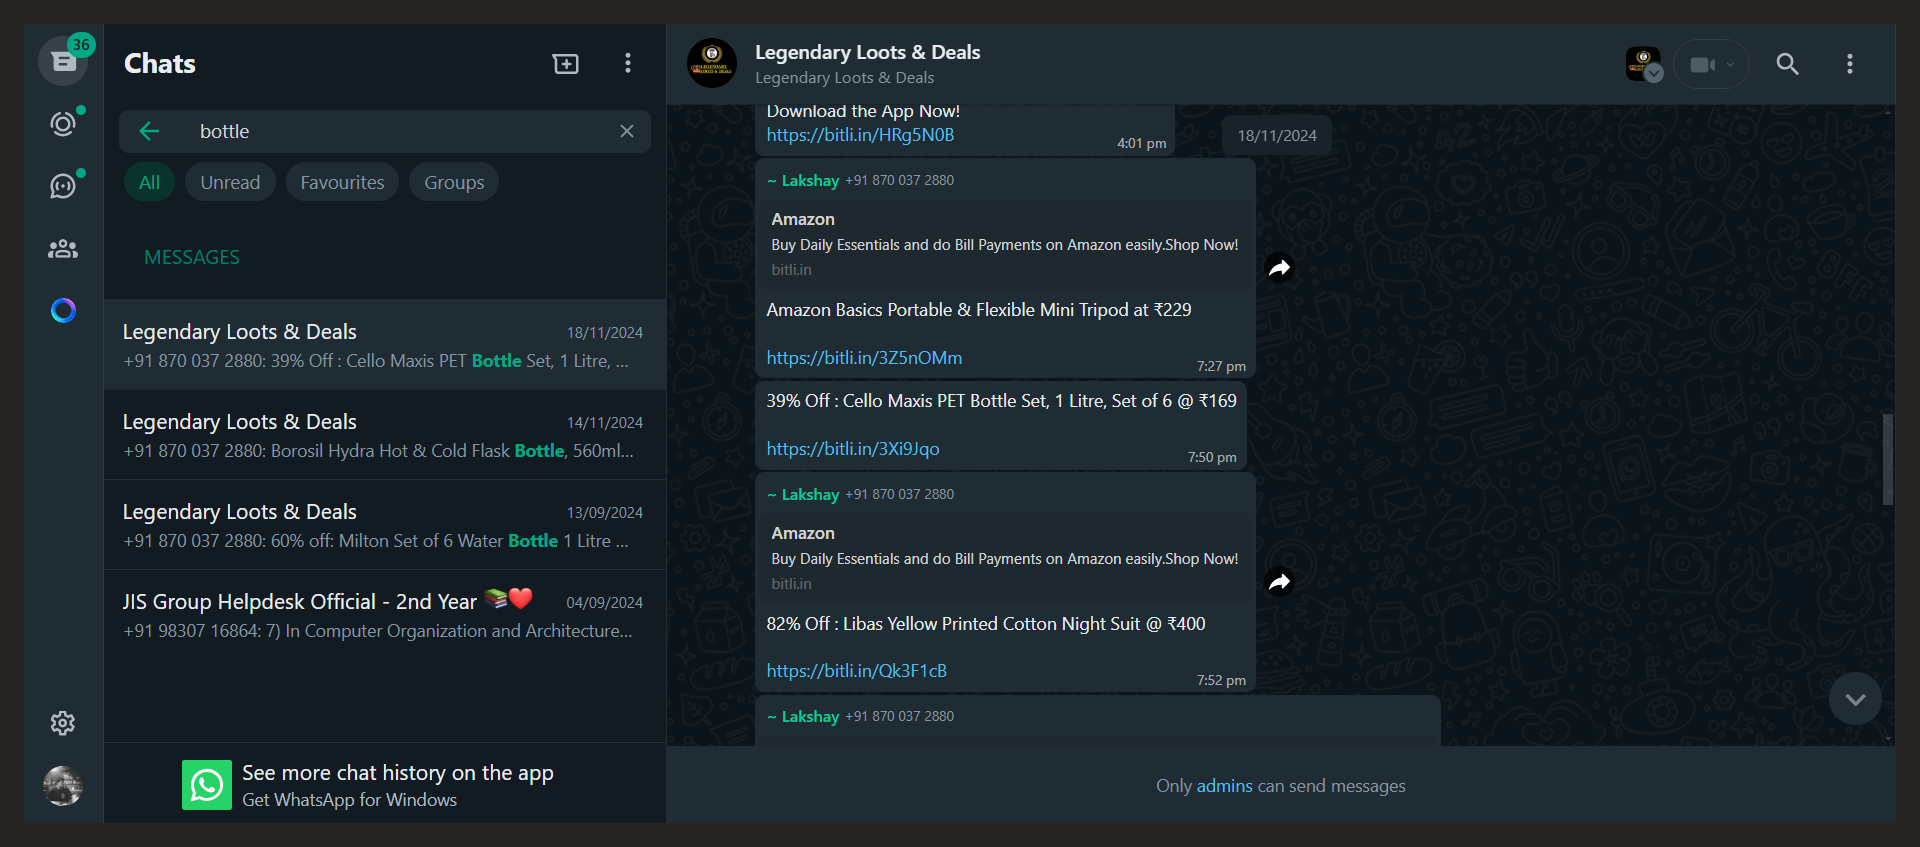 36
Chats
bottle
All
Unread
Favourites
Groups
MESSAGES
Legendary Loots & Deals
18/11/2024
+91 870 037 2880: 39% Off : Cello Maxis PET Bottle Set, 1 Litre, ...
Legendary Loots & Deals
14/11/2024
+91 870 037 2880: Borosil Hydra Hot & Cold Flask Bottle, 560ml...
Legendary Loots & Deals
13/09/2024
+91 870 037 2880: 60% off: Milton Set of 6 Water Bottle 1 Litre ...
JIS Group Helpdesk Official - 2nd Year 📚❤️
04/09/2024
+91 98307 16864: 7) In Computer Organization and Architecture...
See more chat history on the app
Get WhatsApp for Windows
Legendary Loots & Deals
Legendary Loots & Deals
Download the App Now!
https://bitli.in/HRg5N0B
4:01 pm
18/11/2024
~ Lakshay +91 870 037 2880
Amazon
Buy Daily Essentials and do Bill Payments on Amazon easily.Shop Now!
bitli.in
Amazon Basics Portable & Flexible Mini Tripod at ₹229
https://bitli.in/3Z5nOMm
7:27 pm
39% Off : Cello Maxis PET Bottle Set, 1 Litre, Set of 6 @ ₹169
https://bitli.in/3Xi9Jqo
7:50 pm
~ Lakshay +91 870 037 2880
Amazon
Buy Daily Essentials and do Bill Payments on Amazon easily.Shop Now!
bitli.in
82% Off : Libas Yellow Printed Cotton Night Suit @ ₹400
https://bitli.in/Qk3F1cB
7:52 pm
~ Lakshay +91 870 037 2880
Only admins can send messages